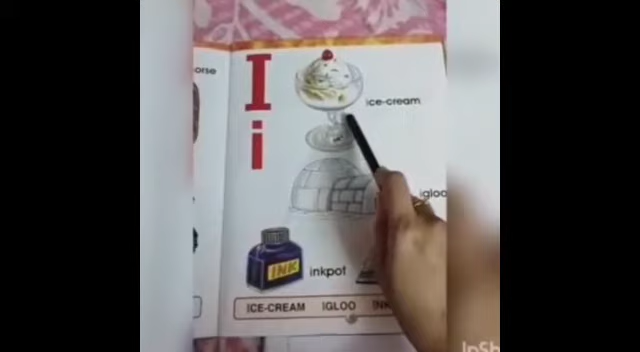 orse
I
ice-cream
i
igloo
INK
inkpot
ICE-CREAM IGLOO INK
InSh